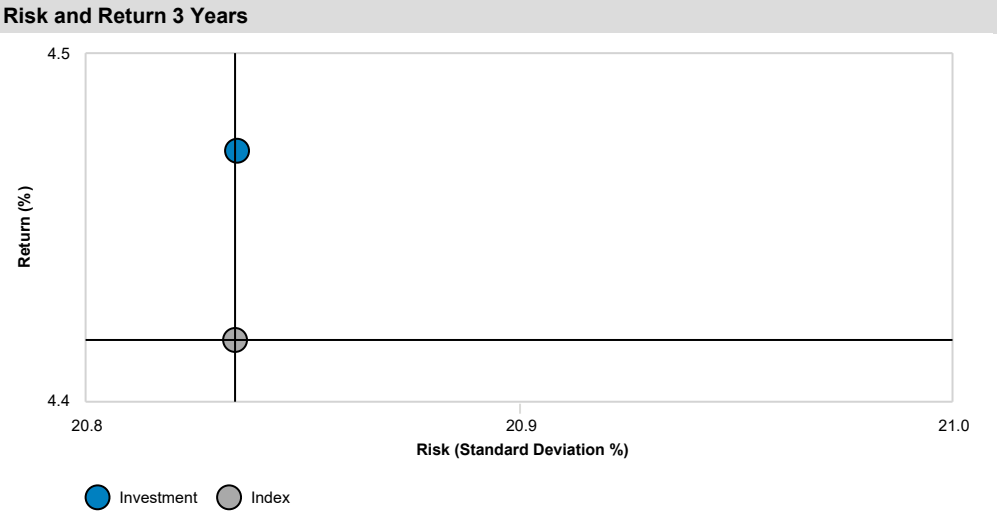 Risk and Return 3 Years
4.5
Return (%)
4.4
20.8
20.9
21.0
Risk (Standard Deviation %)
Investment
Index